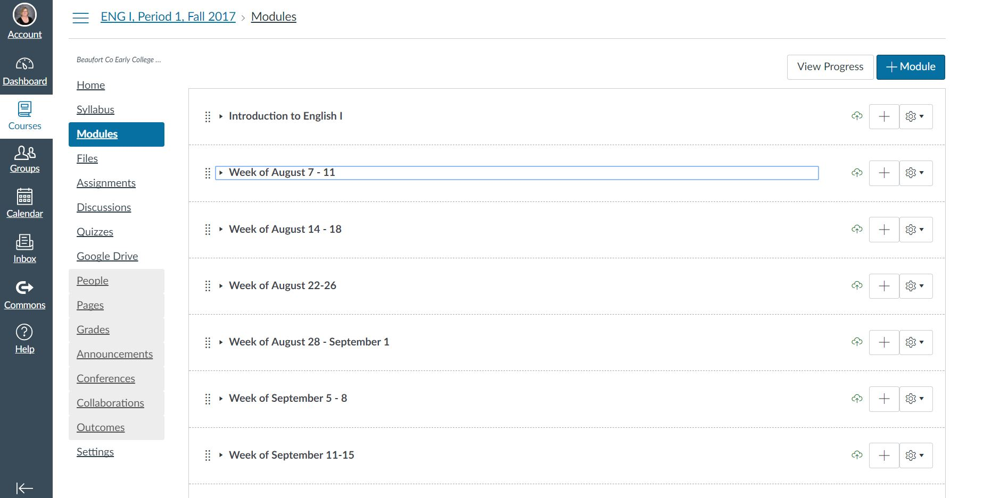 Account
Dashboard
Courses
Groups
Calendar
Inbox
Commons
Help
ENG I, Period 1, Fall 2017 > Modules
Beaufort Co Early College ...
Home
Syllabus
Modules
Files
Assignments
Discussions
Quizzes
Google Drive
People
Pages
Grades
Announcements
Conferences
Collaborations
Outcomes
Settings
View Progress
+ Module
Introduction to English I
Week of August 7 - 11
Week of August 14 - 18
Week of August 22-26
Week of August 28 - September 1
Week of September 5 - 8
Week of September 11-15